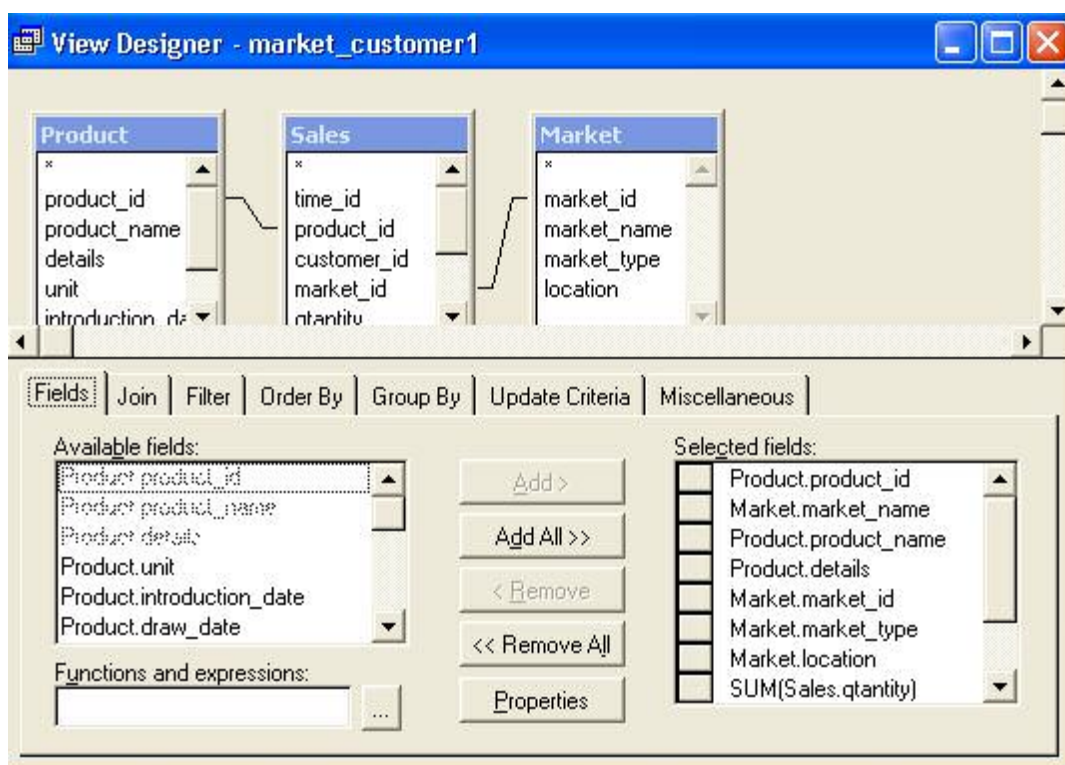 View Designer - market_customer1
Product
*
product_id
product_name
details
unit
Sales
*
time_id
product_id
customer_id
market_id
qtantity
Market
*
market_id
market_name
market_type
location
Fields Join Filter Order By Group By Update Criteria Miscellaneous
Available fields:
Product.product_id
Product.product_name
Product.details
Product.unit
Product.introduction_date
Product.draw_date
Functions and expressions:
...
Add >
Add All >>
< Remove
<< Remove All
Properties
Selected fields:
Product.product_id
Market.market_name
Product.product_name
Product.details
Market.market_id
Market.market_type
Market.location
SUM(Sales.qtantity)